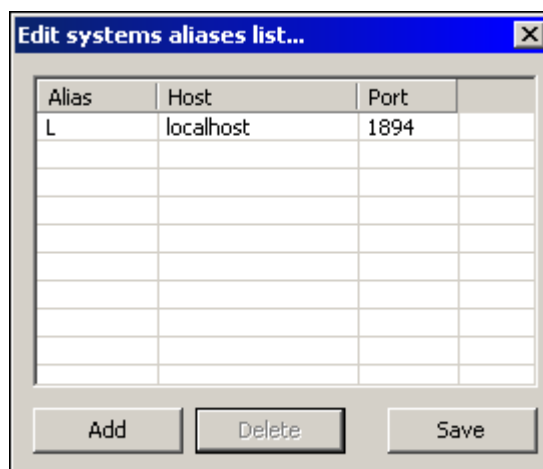 Edit systems aliases list...
Alias Host Port
L localhost 1894
Add Delete Save